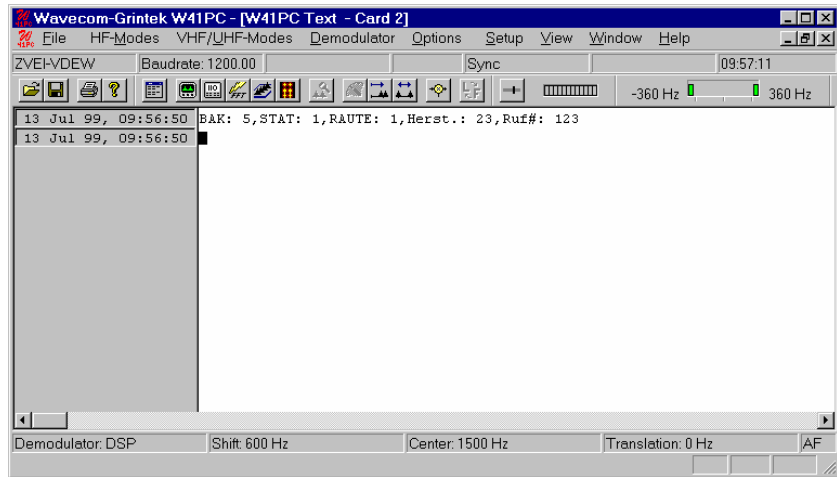 Wavecom-Grintek W41PC - [W41PC Text - Card 2]
File HF-Modes VHF/UHF-Modes Demodulator Options Setup View Window Help
ZVEI-VDEW Baudrate: 1200.00 Sync 09:57:11
-360 Hz 360 Hz
13 Jul 99, 09:56:50 BAK: 5,STAT: 1,RAUTE: 1,Herst.: 23,Ruf#: 123
13 Jul 99, 09:56:50
Demodulator: DSP Shift: 600 Hz Center: 1500 Hz Translation: 0 Hz AF